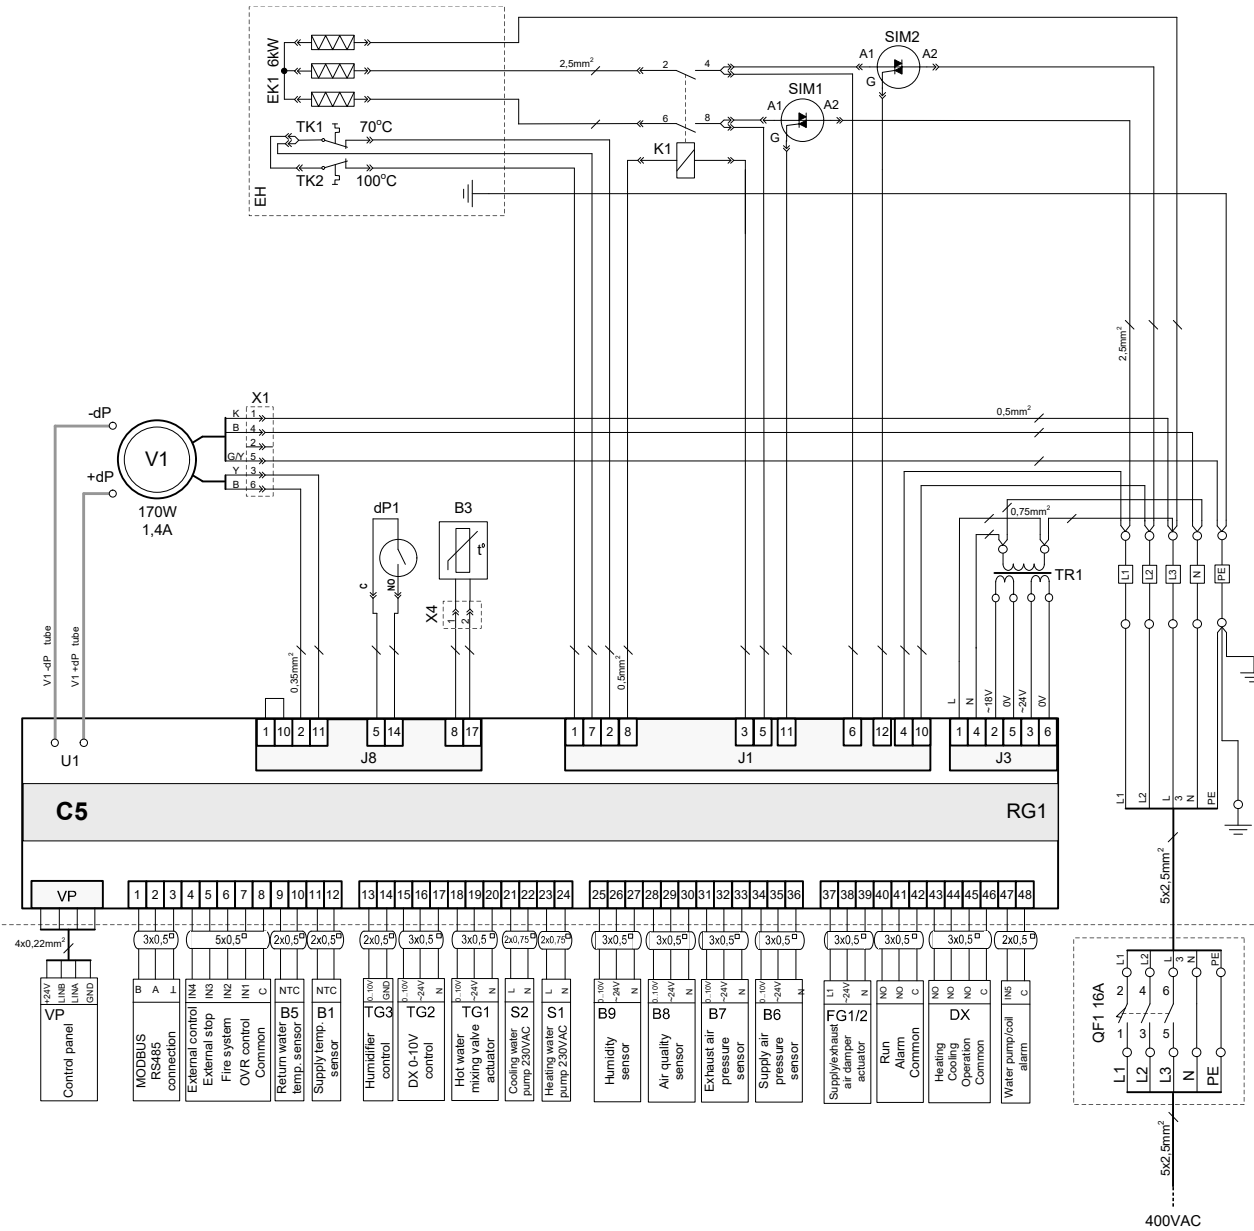 EK1 6kW
TK1 70°C
TK2 100°C
EH
2,5mm²
2 4
6 8
K1
SIM2
A1 A2
G
SIM1
A1 A2
G
2,5mm²
X1
-dP
+dP
V1
170W
1,4A
K 1
B 4
2
G/Y 5
Y 3
B 6
0,5mm²
0,75mm²
TR1
dP1
C NO
B3
t°
X4
1 2
L1 L2 L3 N PE
V1 -dP tube
V1 +dP tube
0,35mm²
0,5mm²
L N ~18V 0V ~24V 0V
U1
1 10 2 11 5 14 8 17
J8
1 7 2 8 3 5 11 6 12 4 10
J1
1 4 2 5 3 6
J3
C5
RG1
L1 L2 L 3 N PE
5x2,5mm²
VP
1 2 3 4 5 6 7 8 9 10 11 12
13 14 15 16 17 18 19 20 21 22 23 24
25 26 27 28 29 30 31 32 33 34 35 36
37 38 39 40 41 42 43 44 45 46 47 48
4x0,22mm²
3x0,5 5x0,5 2x0,5 2x0,5 2x0,5 3x0,5 3x0,5 2x0,75 2x0,75 3x0,5 3x0,5 3x0,5 3x0,5 3x0,5 3x0,5 3x0,5 2x0,5
+24V LINB LINA GND
VP
Control panel
B A ⊥
MODBUS
RS485
connection
IN4 IN3 IN2 IN1 C
External control
External stop
Fire system
OVR control
Common
NTC
B5
Return water
temp. sensor
NTC
B1
Supply temp.
sensor
0..10V GND
TG3
Humidifier
control
0..10V ~24V N
TG2
DX 0-10V
control
0..10V ~24V N
TG1
Hot water
mixing valve
actuator
L N
S2
Cooling water
pump 230VAC
L N
S1
Heating water
pump 230VAC
0..10V ~24V N
B9
Humidity
sensor
0..10V ~24V N
B8
Air quality
sensor
0..10V ~24V N
B7
Exhaust air
pressure
sensor
0..10V ~24V N
B6
Supply air
pressure
sensor
L1 ~24V N
FG1/2
Supply/exhaust
air damper
actuator
NO NO C
Run
Alarm
Common
NO NO NO C
DX
Heating
Cooling
Operation
Common
IN5 C
Water pump/coil
alarm
QF1 16A
L1 L2 L 3 N PE
2 4 6
1 3 5
L1 L2 L3 N PE
5x2,5mm²
400VAC